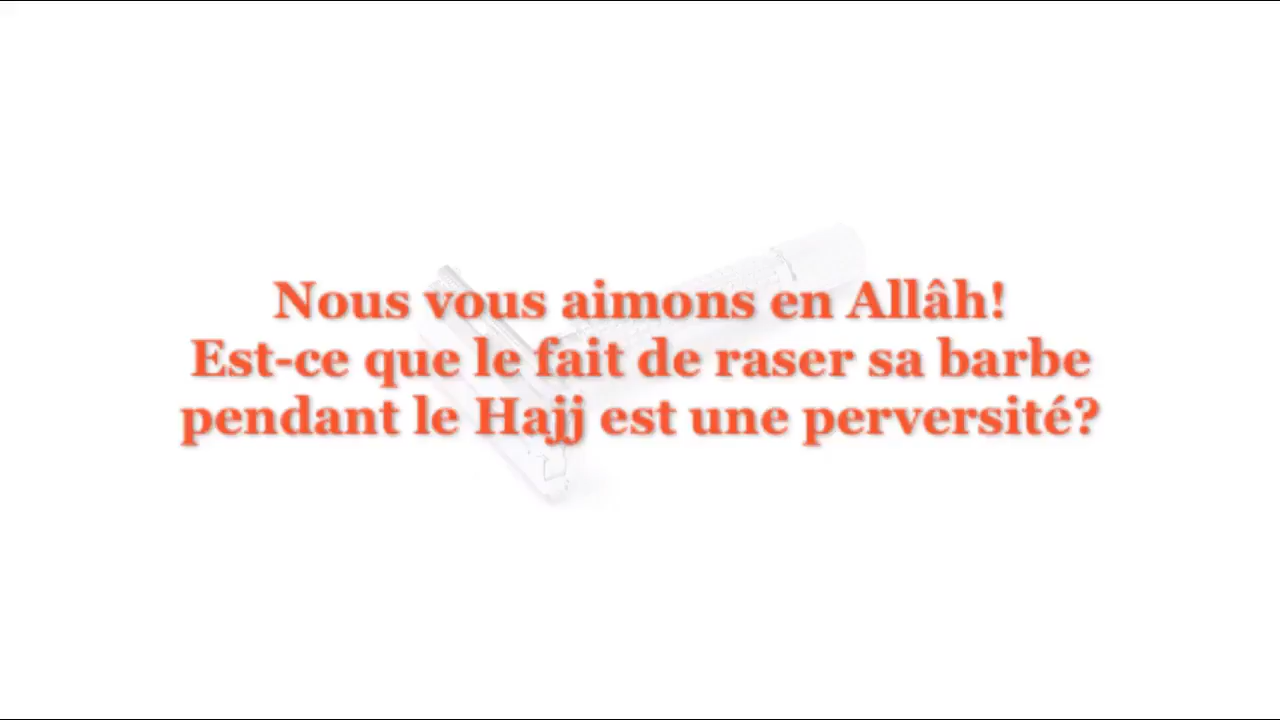 Nous vous aimons en Allâh!
Est-ce que le fait de raser sa barbe
pendant le Hajj est une perversité?